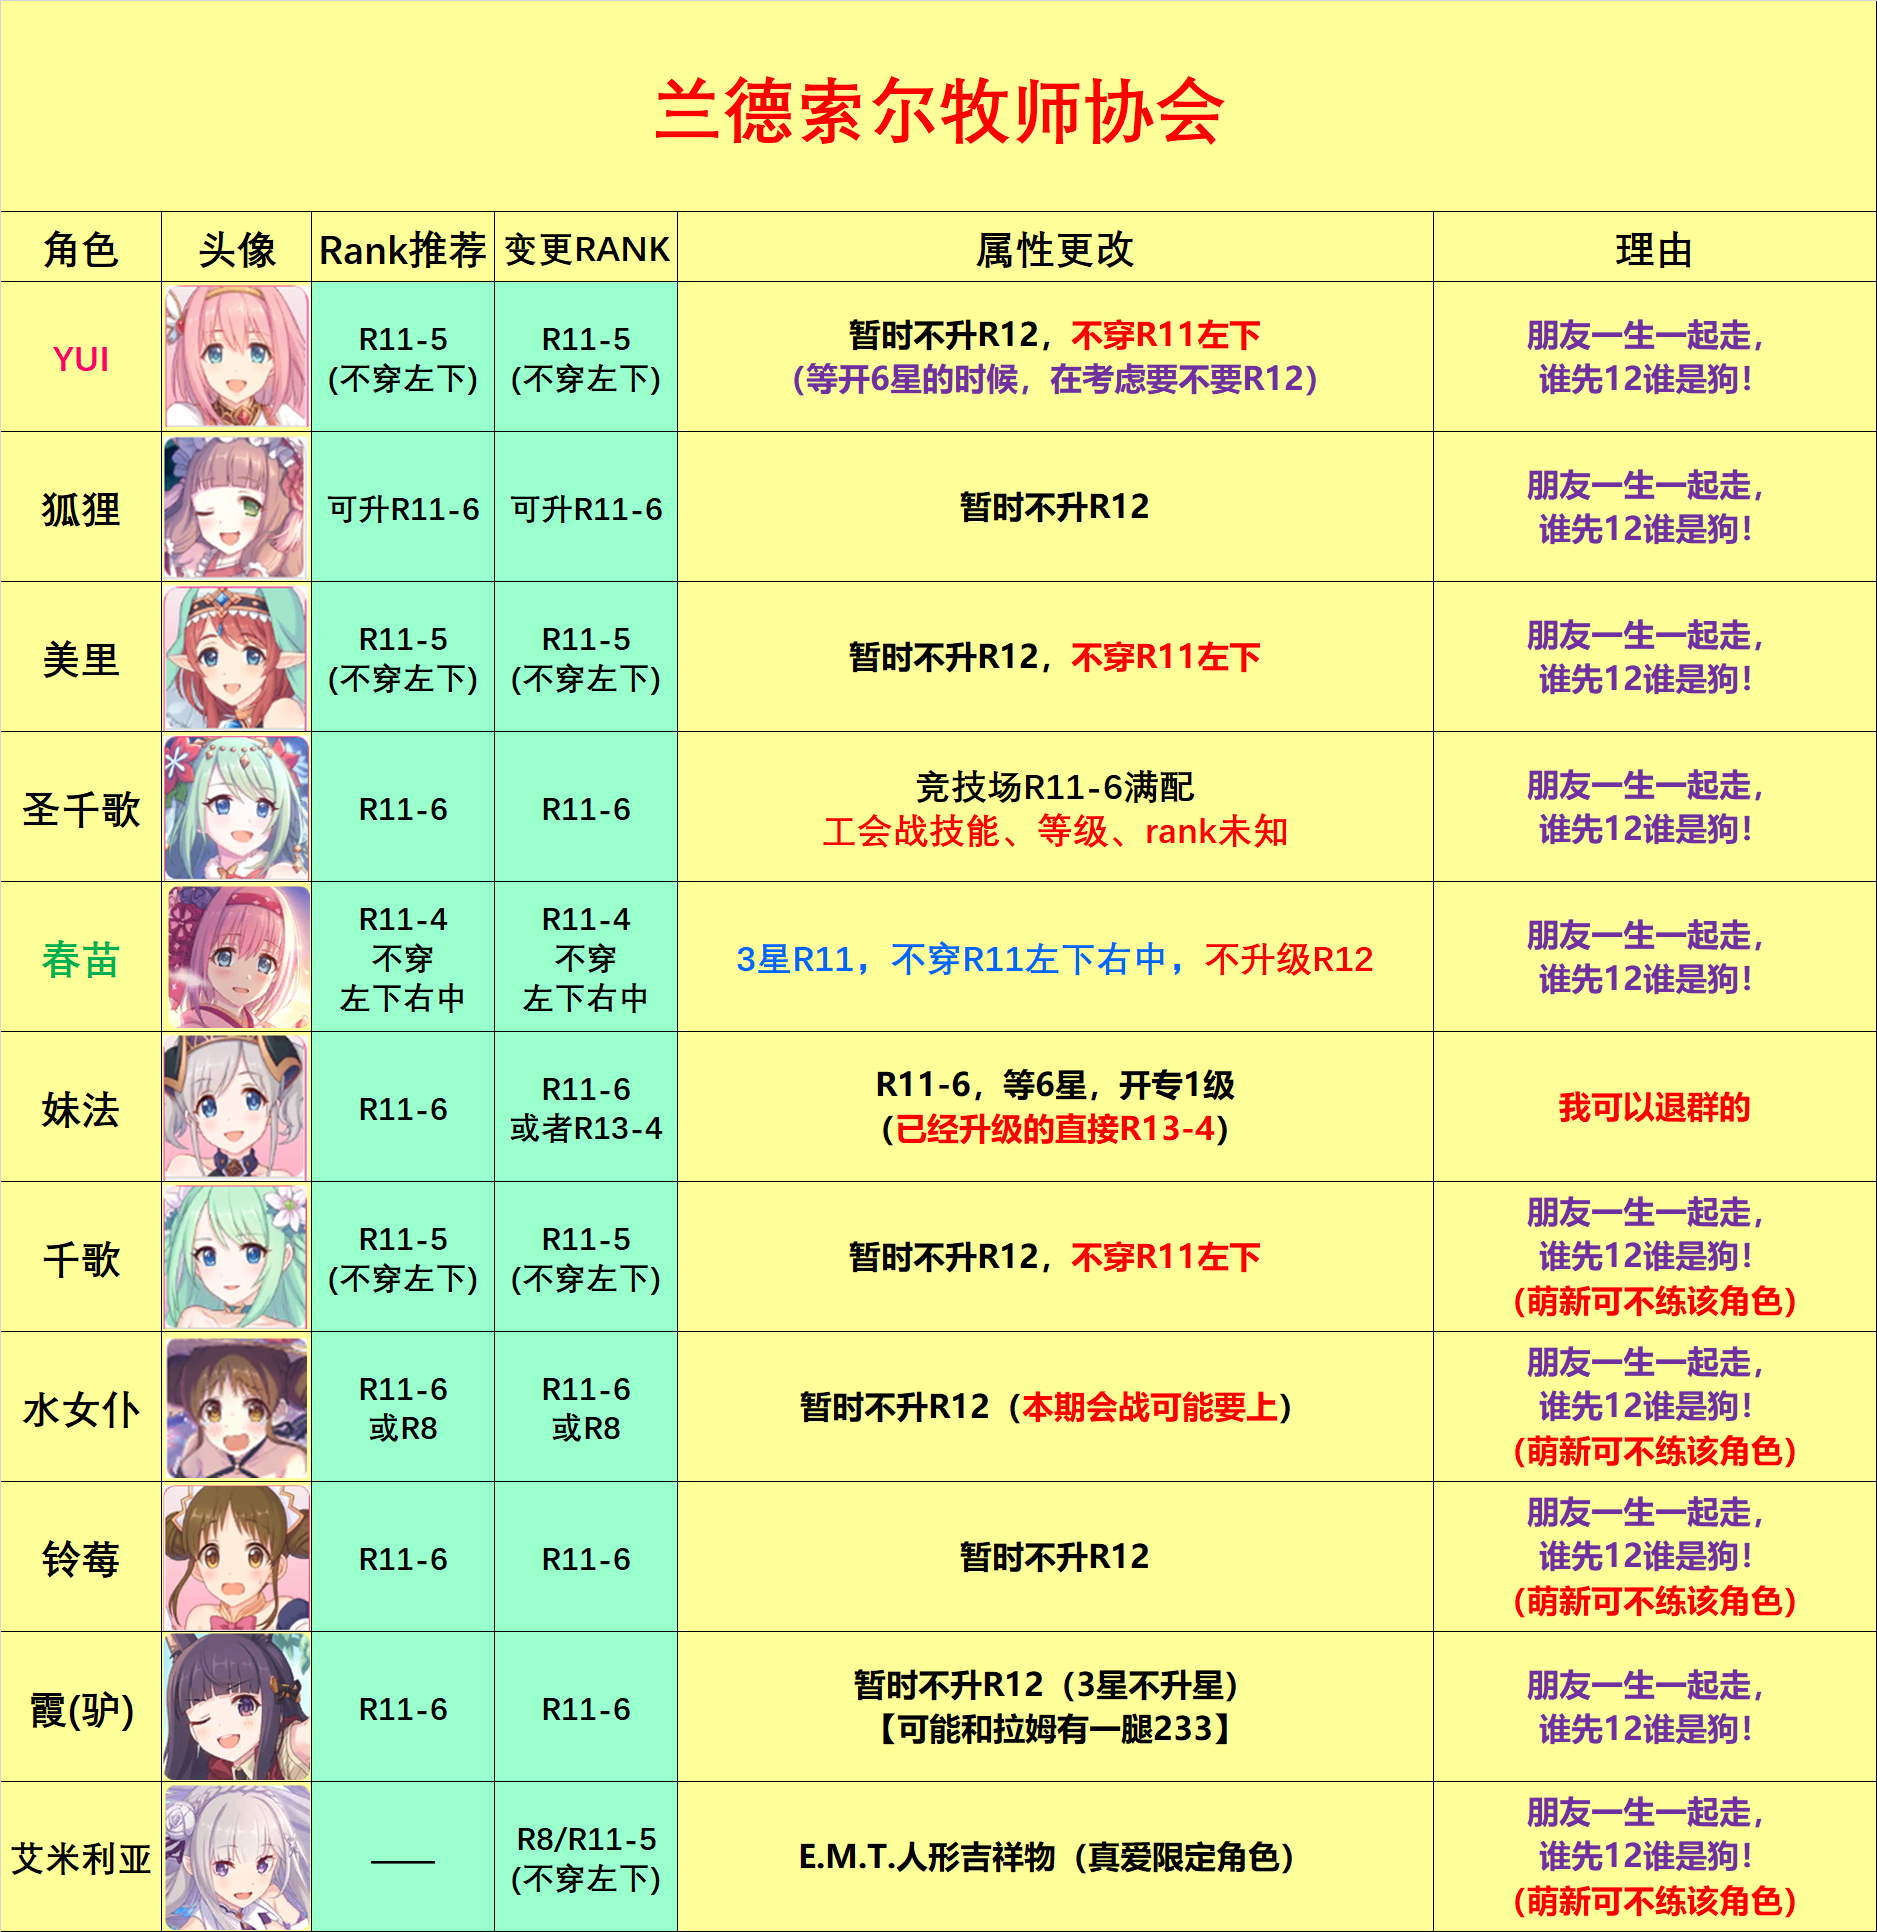 兰德索尔牧师协会
角色 头像 Rank推荐 变更RANK 属性更改 理由
YUI
R11-5
(不穿左下)
R11-5
(不穿左下)
暂时不升R12，不穿R11左下
（等开6星的时候，在考虑要不要R12）
朋友一生一起走，
谁先12谁是狗！
狐狸
可升R11-6
可升R11-6
暂时不升R12
朋友一生一起走，
谁先12谁是狗！
美里
R11-5
(不穿左下)
R11-5
(不穿左下)
暂时不升R12，不穿R11左下
朋友一生一起走，
谁先12谁是狗！
圣千歌
R11-6
R11-6
竞技场R11-6满配
工会战技能、等级、rank未知
朋友一生一起走，
谁先12谁是狗！
春苗
R11-4
不穿
左下右中
R11-4
不穿
左下右中
3星R11，不穿R11左下右中，不升级R12
朋友一生一起走，
谁先12谁是狗！
妹法
R11-6
R11-6
或者R13-4
R11-6，等6星，开专1级
（已经升级的直接R13-4）
我可以退群的
千歌
R11-5
(不穿左下)
R11-5
(不穿左下)
暂时不升R12，不穿R11左下
朋友一生一起走，
谁先12谁是狗！
（萌新可不练该角色）
水女仆
R11-6
或R8
R11-6
或R8
暂时不升R12（本期会战可能要上）
朋友一生一起走，
谁先12谁是狗！
（萌新可不练该角色）
铃莓
R11-6
R11-6
暂时不升R12
朋友一生一起走，
谁先12谁是狗！
（萌新可不练该角色）
霞(驴)
R11-6
R11-6
暂时不升R12（3星不升星）
【可能和拉姆有一腿233】
朋友一生一起走，
谁先12谁是狗！
艾米利亚
——
R8/R11-5
(不穿左下)
E.M.T.人形吉祥物（真爱限定角色）
朋友一生一起走，
谁先12谁是狗！
（萌新可不练该角色）